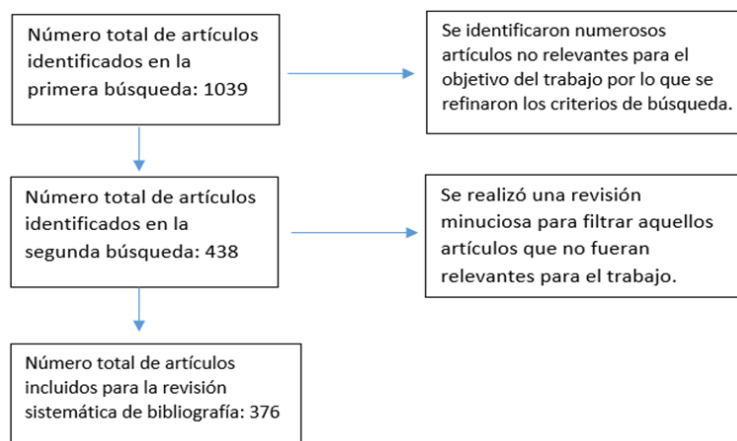 Número total de artículos
identificados en la
primera búsqueda: 1039
Se identificaron numerosos
artículos no relevantes para el
objetivo del trabajo por lo que se
refinaron los criterios de búsqueda.
Número total de artículos
identificados en la
segunda búsqueda: 438
Se realizó una revisión
minuciosa para filtrar aquellos
artículos que no fueran
relevantes para el trabajo.
Número total de artículos
incluidos para la revisión
sistemática de bibliografía: 376